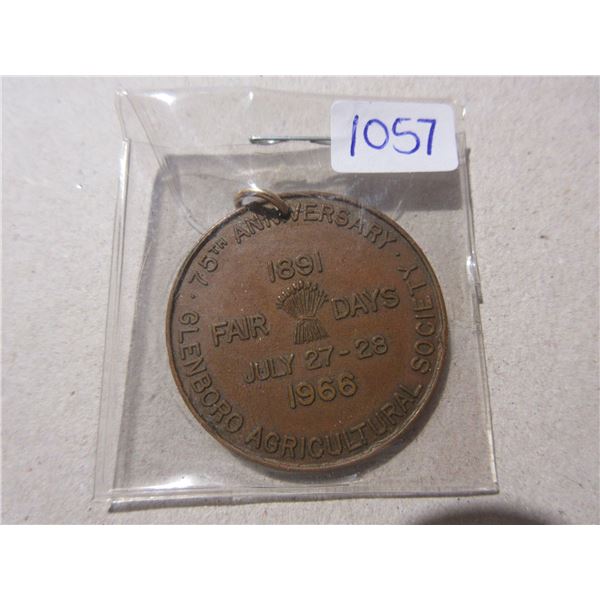 1057
· 75TH ANNIVERSARY ·
1891
FAIR DAYS
JULY 27-28
1966
GLENBORO AGRICULTURAL SOCIETY